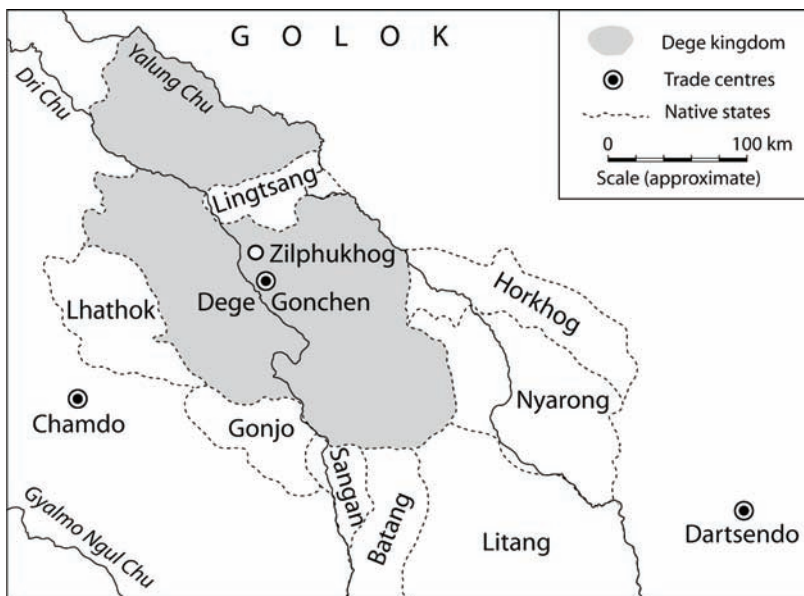 GOLOK
Dege kingdom
Trade centres
Native states
0 100 km
Scale (approximate)
Yalung Chu
Dri Chu
Lingtsang
Zilphukhog
Dege Gonchen
Horkhog
Lhathok
Nyarong
Chamdo
Gonjo
Sangan
Batang
Litang
Gyalmo Ngul Chu
Dartsendo